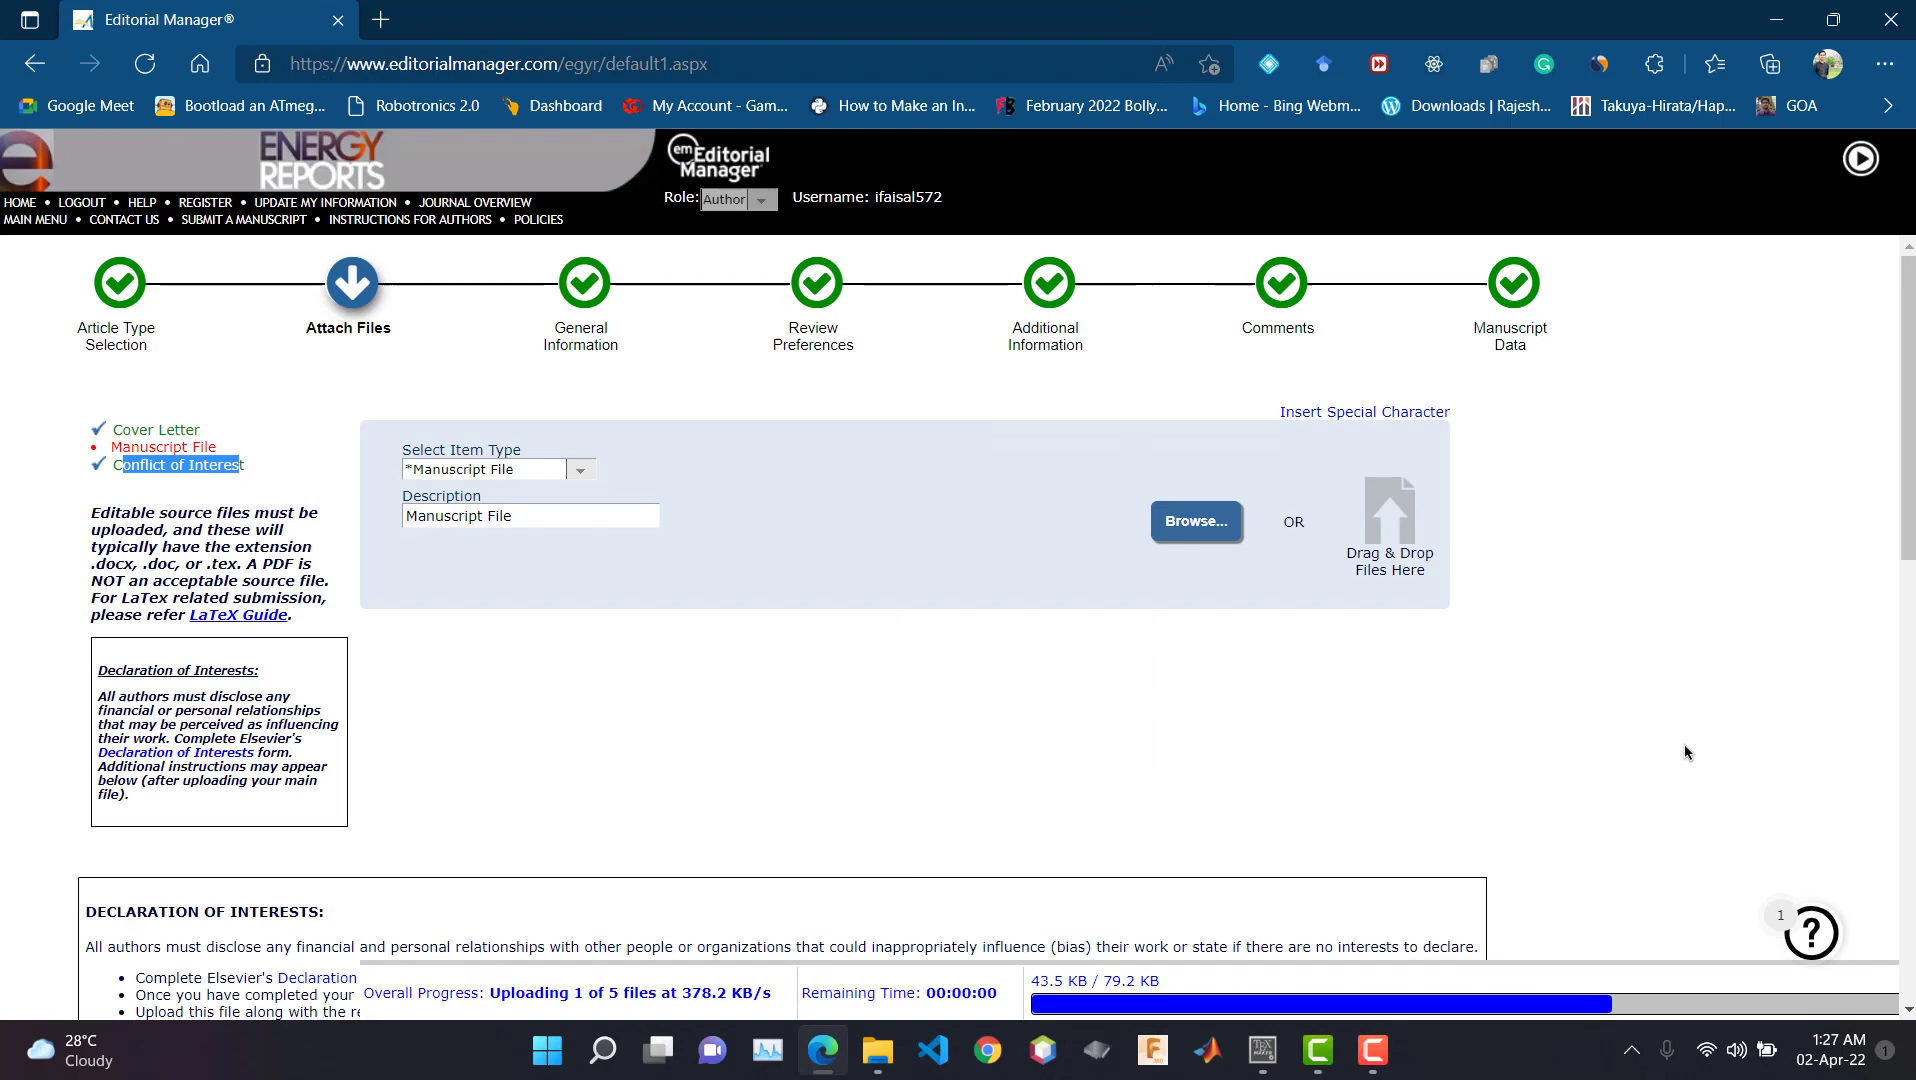 Editorial Manager®
https://www.editorialmanager.com/egyr/default1.aspx
Google Meet
Bootload an ATmeg...
Robotronics 2.0
Dashboard
My Account - Gam...
How to Make an In...
February 2022 Bolly...
Home - Bing Webm...
Downloads | Rajesh...
Takuya-Hirata/Hap...
GOA
ENERGY
REPORTS
em Editorial
Manager
HOME • LOGOUT • HELP • REGISTER • UPDATE MY INFORMATION • JOURNAL OVERVIEW
MAIN MENU • CONTACT US • SUBMIT A MANUSCRIPT • INSTRUCTIONS FOR AUTHORS • POLICIES
Role: Author
Username: ifaisal572
Article Type
Selection
Attach Files
General
Information
Review
Preferences
Additional
Information
Comments
Manuscript
Data
Insert Special Character
Cover Letter
• Manuscript File
Conflict of Interest
Select Item Type
*Manuscript File
Description
Manuscript File
Browse...
OR
Drag & Drop
Files Here
Editable source files must be
uploaded, and these will
typically have the extension
.docx, .doc, or .tex. A PDF is
NOT an acceptable source file.
For LaTex related submission,
please refer LaTeX Guide.
Declaration of Interests:
All authors must disclose any
financial or personal relationships
that may be perceived as influencing
their work. Complete Elsevier's
Declaration of Interests form.
Additional instructions may appear
below (after uploading your main
file).
DECLARATION OF INTERESTS:
All authors must disclose any financial and personal relationships with other people or organizations that could inappropriately influence (bias) their work or state if there are no interests to declare.
• Complete Elsevier's Declaration
• Once you have completed your
• Upload this file along with the re
Overall Progress: Uploading 1 of 5 files at 378.2 KB/s
Remaining Time: 00:00:00
43.5 KB / 79.2 KB
1
?
28°C
Cloudy
1:27 AM
02-Apr-22
1